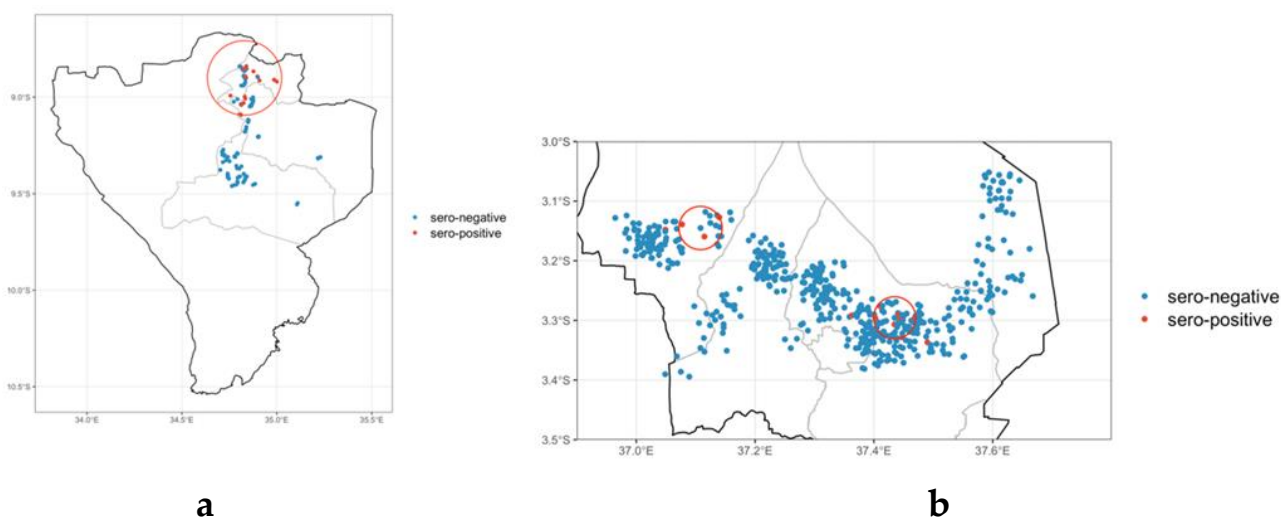 9.0°S
9.5°S
10.0°S
10.5°S
34.0°E 34.5°E 35.0°E 35.5°E
sero-negative
sero-positive
a
3.0°S
3.1°S
3.2°S
3.3°S
3.4°S
3.5°S
37.0°E 37.2°E 37.4°E 37.6°E
sero-negative
sero-positive
b